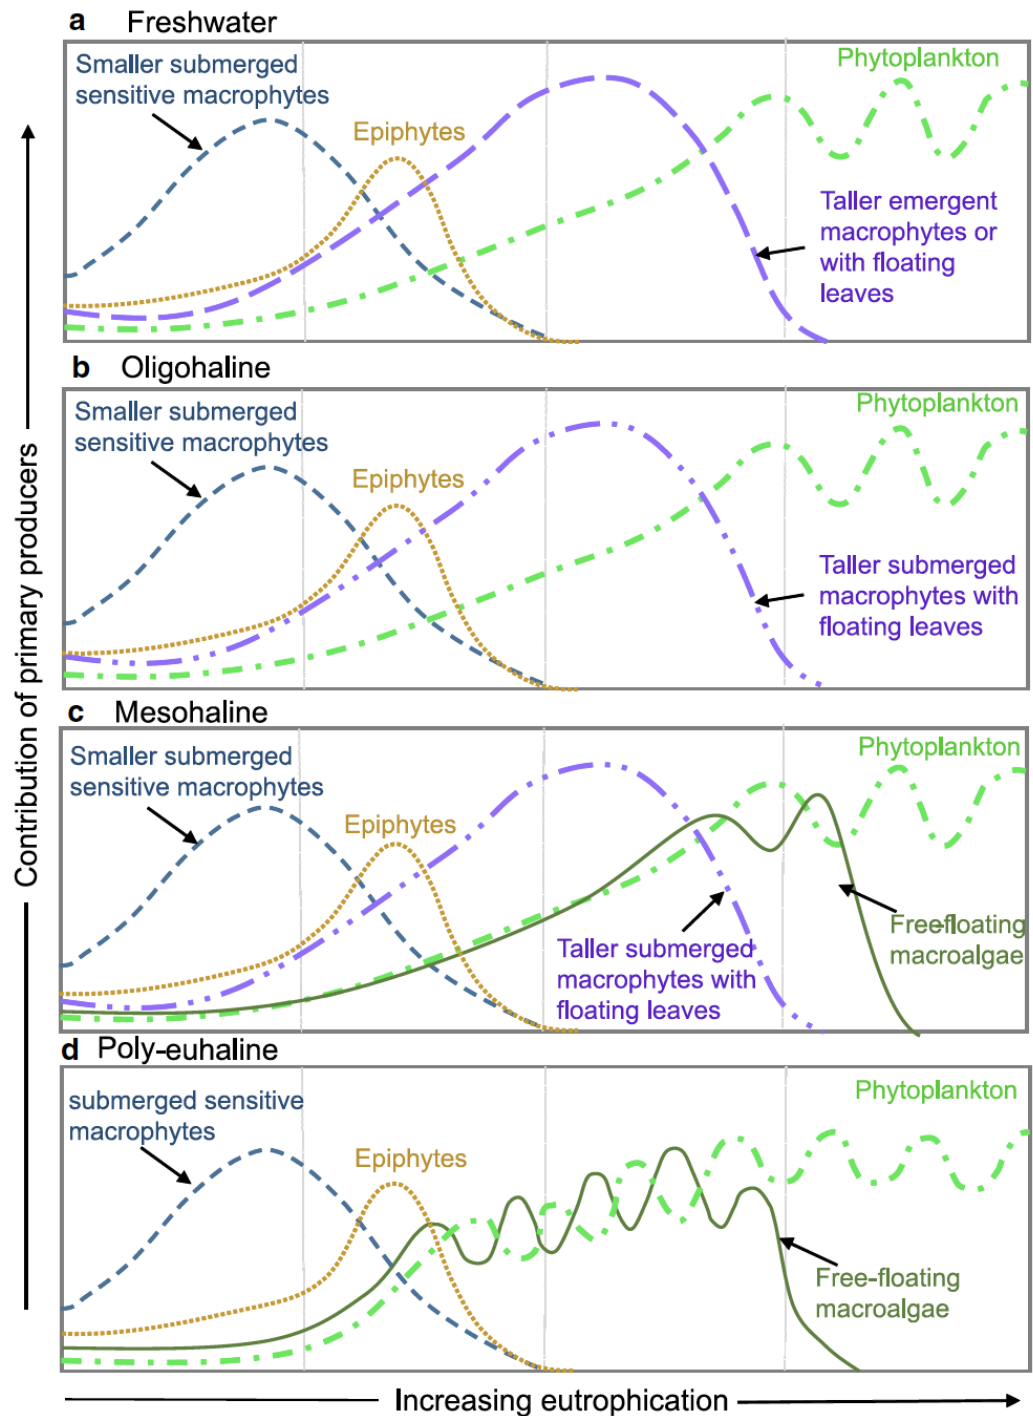 a Freshwater
Smaller submerged
sensitive macrophytes
Epiphytes
Phytoplankton
Taller emergent
macrophytes or
with floating
leaves
b Oligohaline
Smaller submerged
sensitive macrophytes
Epiphytes
Phytoplankton
Taller submerged
macrophytes with
floating leaves
c Mesohaline
Smaller submerged
sensitive macrophytes
Epiphytes
Phytoplankton
Taller submerged
macrophytes with
floating leaves
Free-floating
macroalgae
d Poly-euhaline
submerged sensitive
macrophytes
Epiphytes
Phytoplankton
Free-floating
macroalgae
Contribution of primary producers
Increasing eutrophication